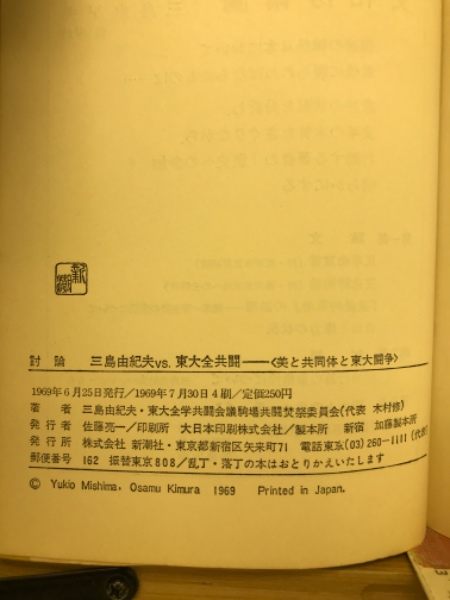 新潮
討論 三島由紀夫vs.東大全共闘――〈美と共同体と東大闘争〉
1969年6月25日発行/1969年7月30日4刷/定価250円
著者 三島由紀夫・東大全学共闘会議駒場共闘焚祭委員会(代表 木村修)
発行者 佐藤亮一/印刷所 大日本印刷株式会社/製本所 新宿 加藤製本所
発行所 株式会社 新潮社・東京都新宿区矢来町71 電話東京(03)260-1111(代表)
郵便番号 162 振替東京808/乱丁・落丁の本はおとりかえいたします
© Yukio Mishima, Osamu Kimura 1969 Printed in Japan.